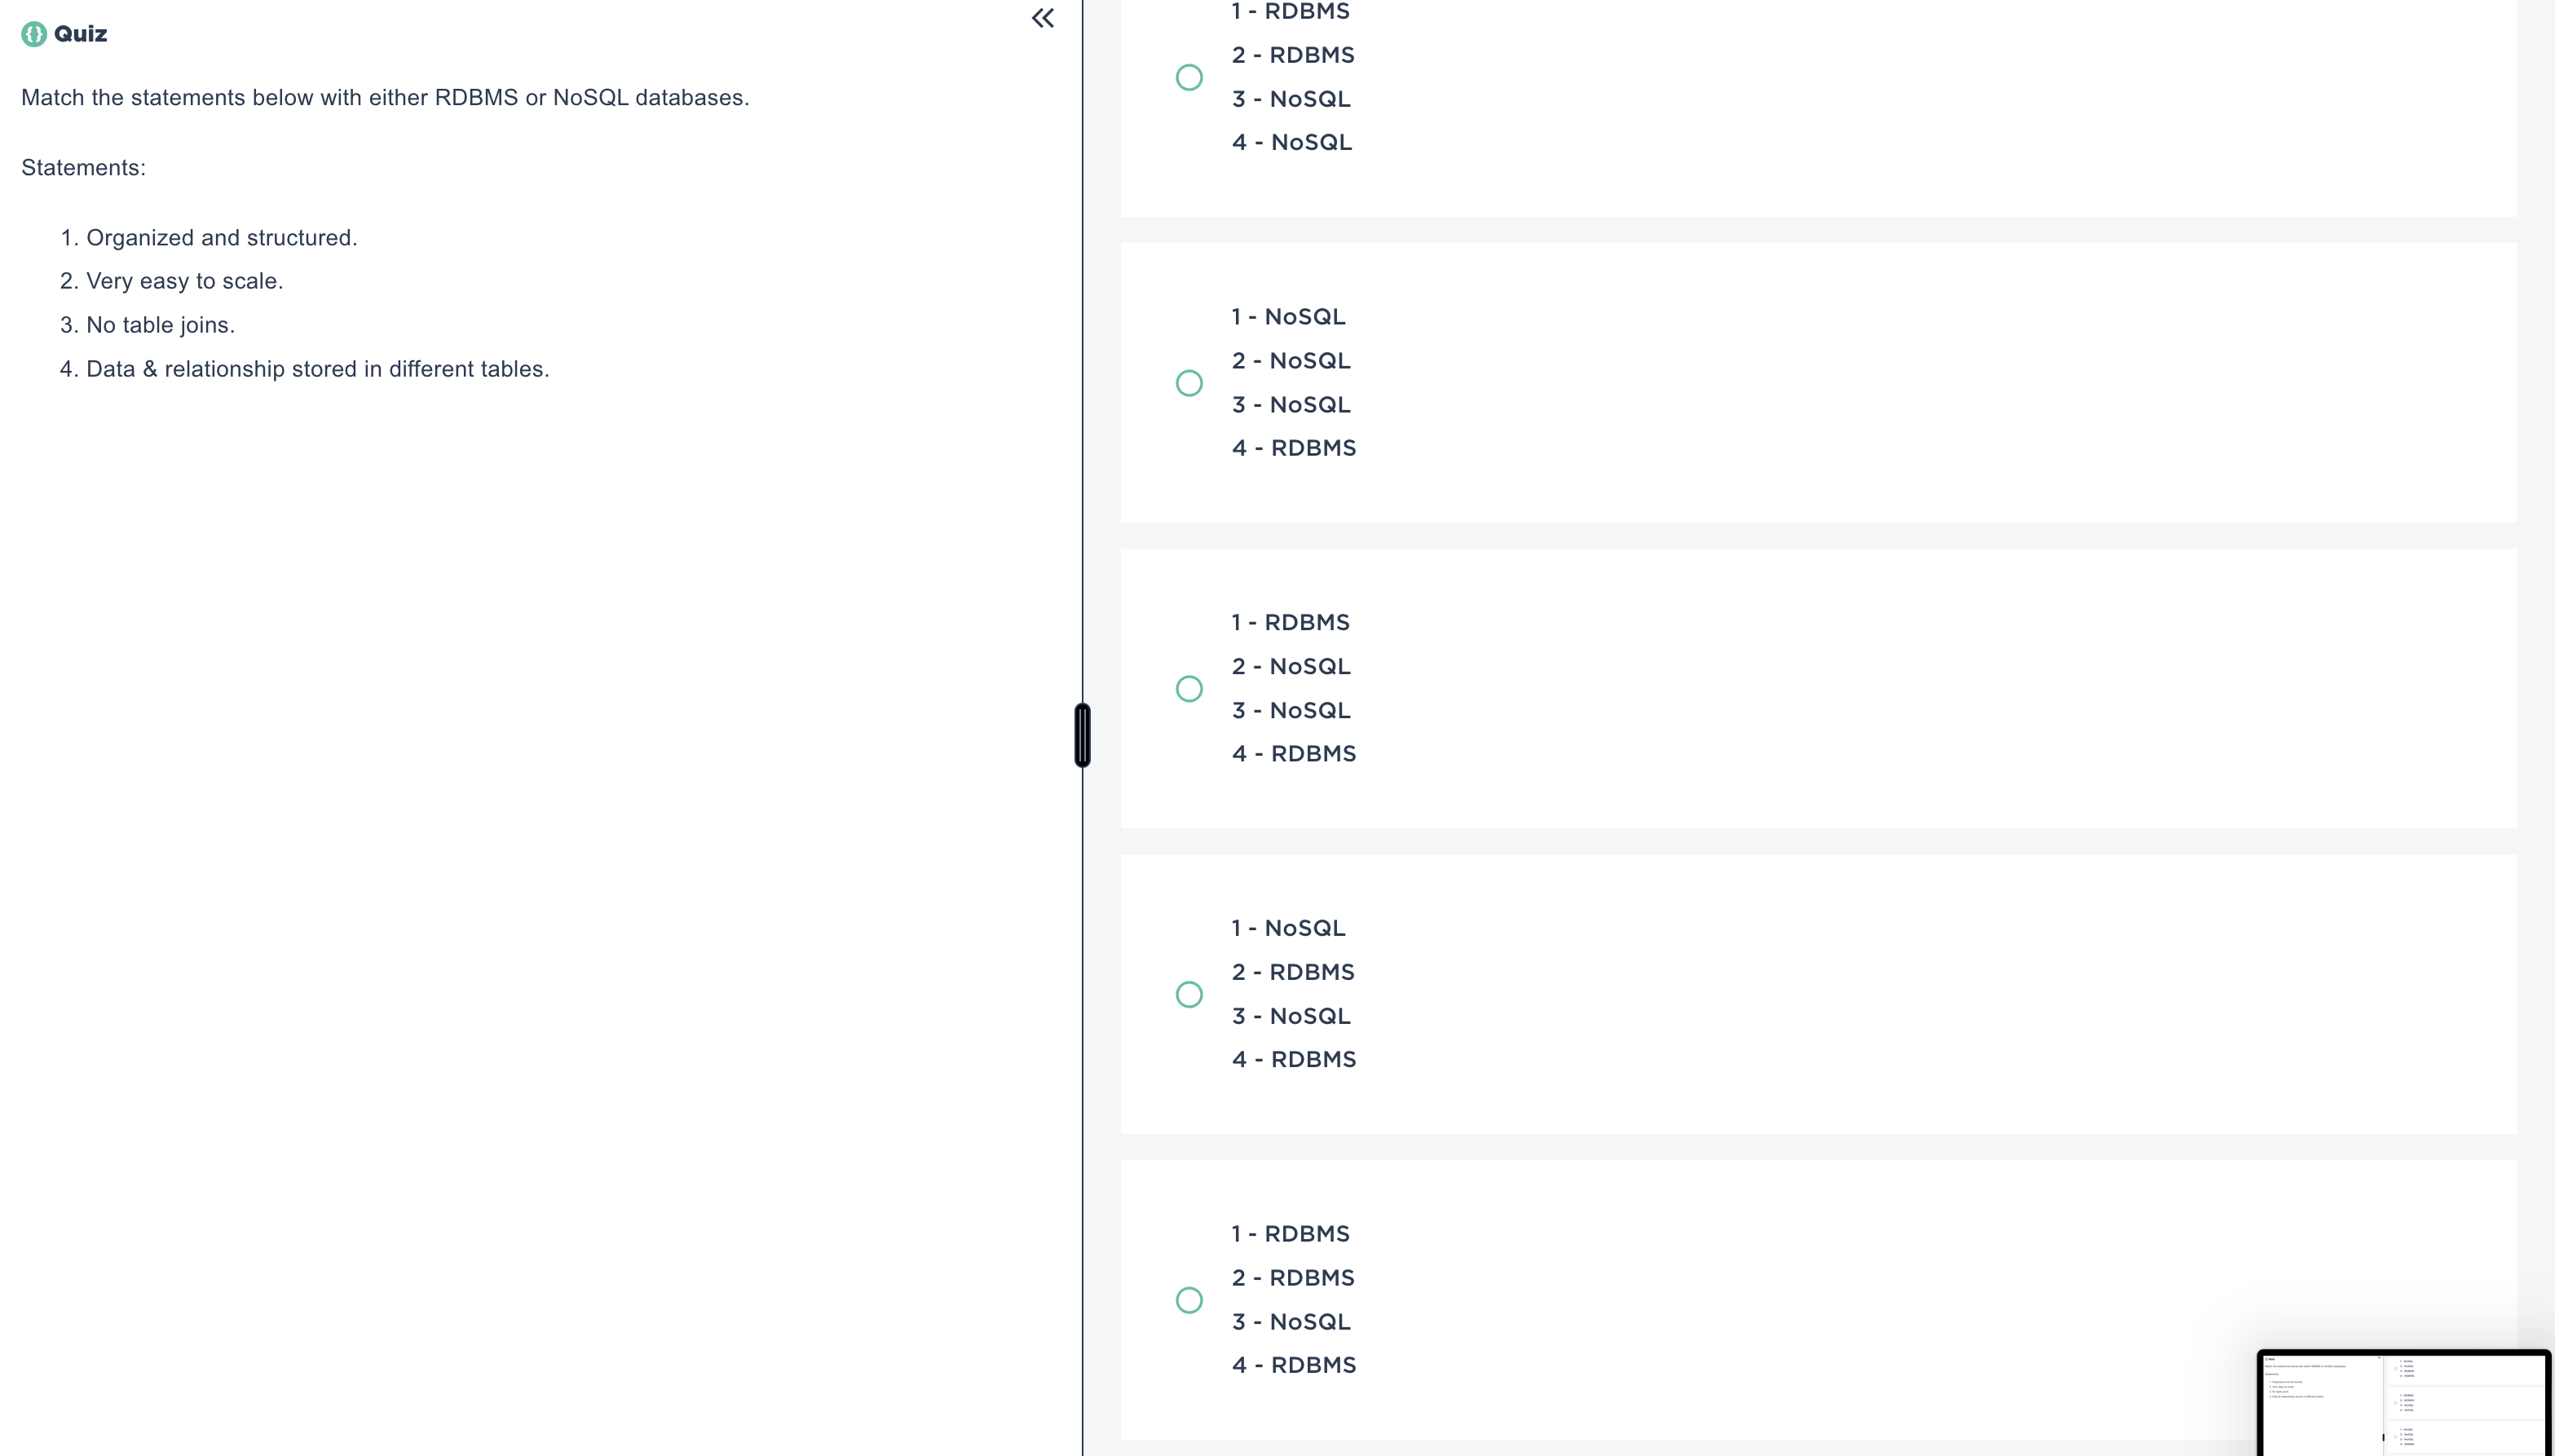 Quiz
Match the statements below with either RDBMS or NoSQL databases.
Statements:
1. Organized and structured.
2. Very easy to scale.
3. No table joins.
4. Data & relationship stored in different tables.
1 - RDBMS
2 - RDBMS
3 - NoSQL
4 - NoSQL
1 - NoSQL
2 - NoSQL
3 - NoSQL
4 - RDBMS
1 - RDBMS
2 - NoSQL
3 - NoSQL
4 - RDBMS
1 - NoSQL
2 - RDBMS
3 - NoSQL
4 - RDBMS
1 - RDBMS
2 - RDBMS
3 - NoSQL
4 - RDBMS